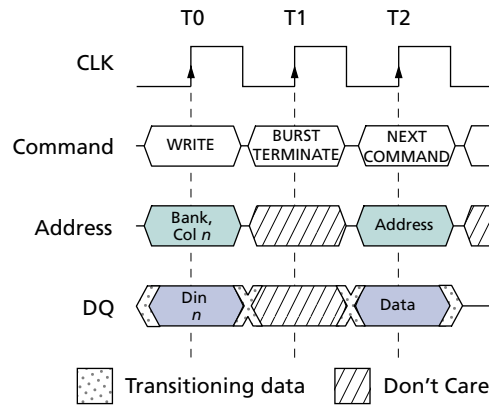 T0 T1 T2
CLK
Command WRITE BURST TERMINATE NEXT COMMAND
Address Bank, Col n Address
DQ Din n Data
Transitioning data Don't Care